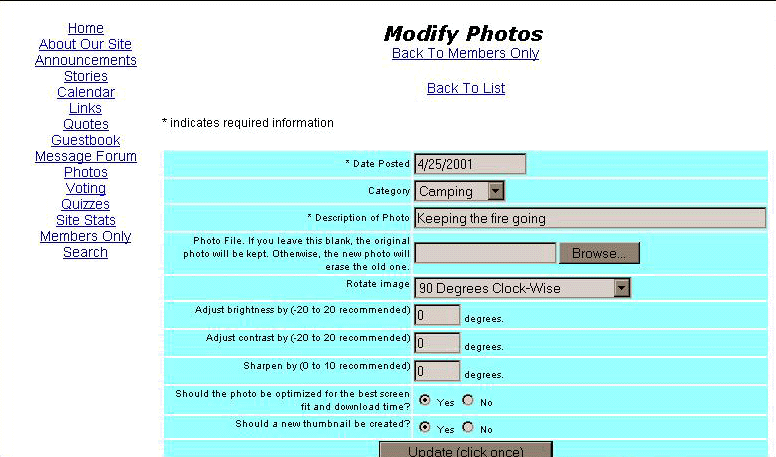 Home
About Our Site
Announcements
Stories
Calendar
Links
Quotes
Guestbook
Message Forum
Photos
Voting
Quizzes
Site Stats
Members Only
Search
Modify Photos
Back To Members Only
Back To List
* indicates required information
* Date Posted 4/25/2001
Category Camping
* Description of Photo Keeping the fire going
Photo File. If you leave this blank, the original
photo will be kept. Otherwise, the new photo will
erase the old one.
Browse...
Rotate image 90 Degrees Clock-Wise
Adjust brightness by (-20 to 20 recommended) 0 degrees.
Adjust contrast by (-20 to 20 recommended) 0 degrees.
Sharpen by (0 to 10 recommended) 0 degrees.
Should the photo be optimized for the best screen
fit and download time? Yes No
Should a new thumbnail be created? Yes No
Update (click once)